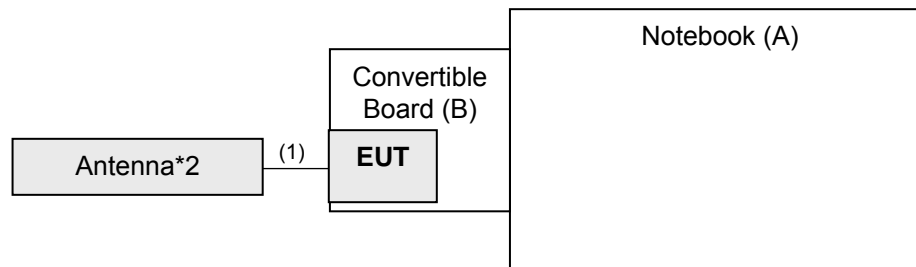 Notebook (A)
Convertible
Board (B)
EUT
Antenna*2
(1)